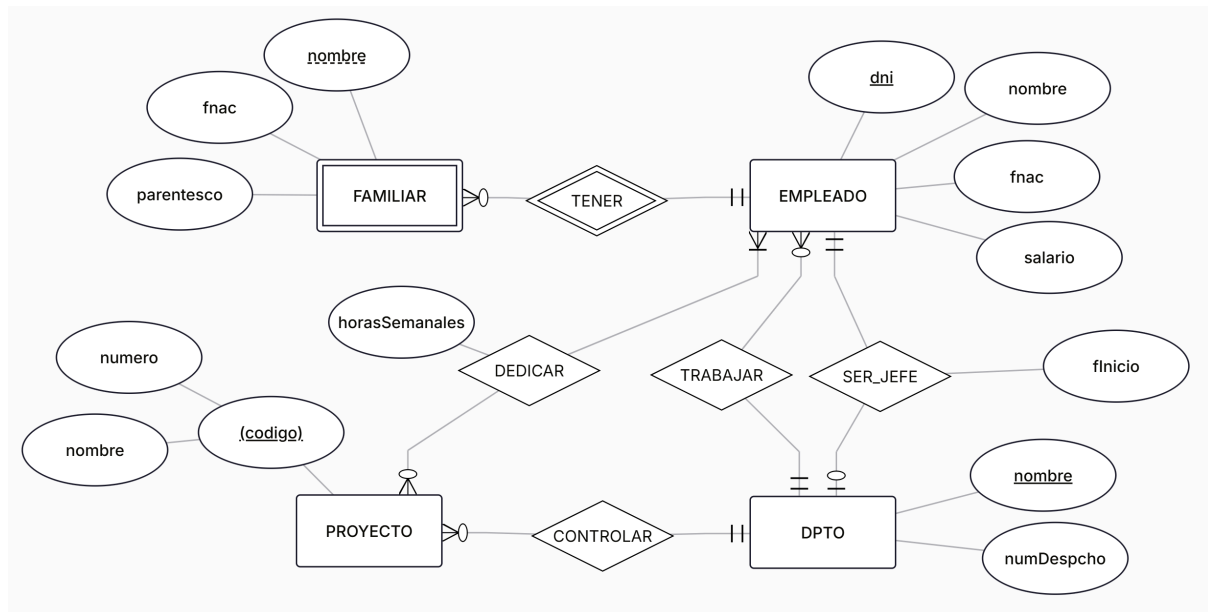 nombre
dni
nombre
fnac
fnac
parentesco
FAMILIAR
TENER
EMPLEADO
salario
horasSemanales
numero
DEDICAR
TRABAJAR
SER_JEFE
fInicio
(codigo)
nombre
nombre
PROYECTO
CONTROLAR
DPTO
numDespcho